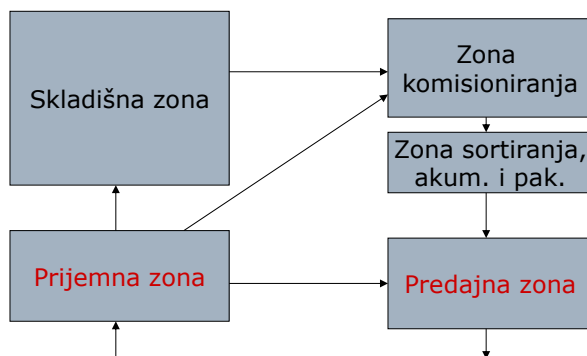 Skladišna zona
Zona
komisioniranja
Zona sortiranja,
akum. i pak.
Prijemna zona
Predajna zona